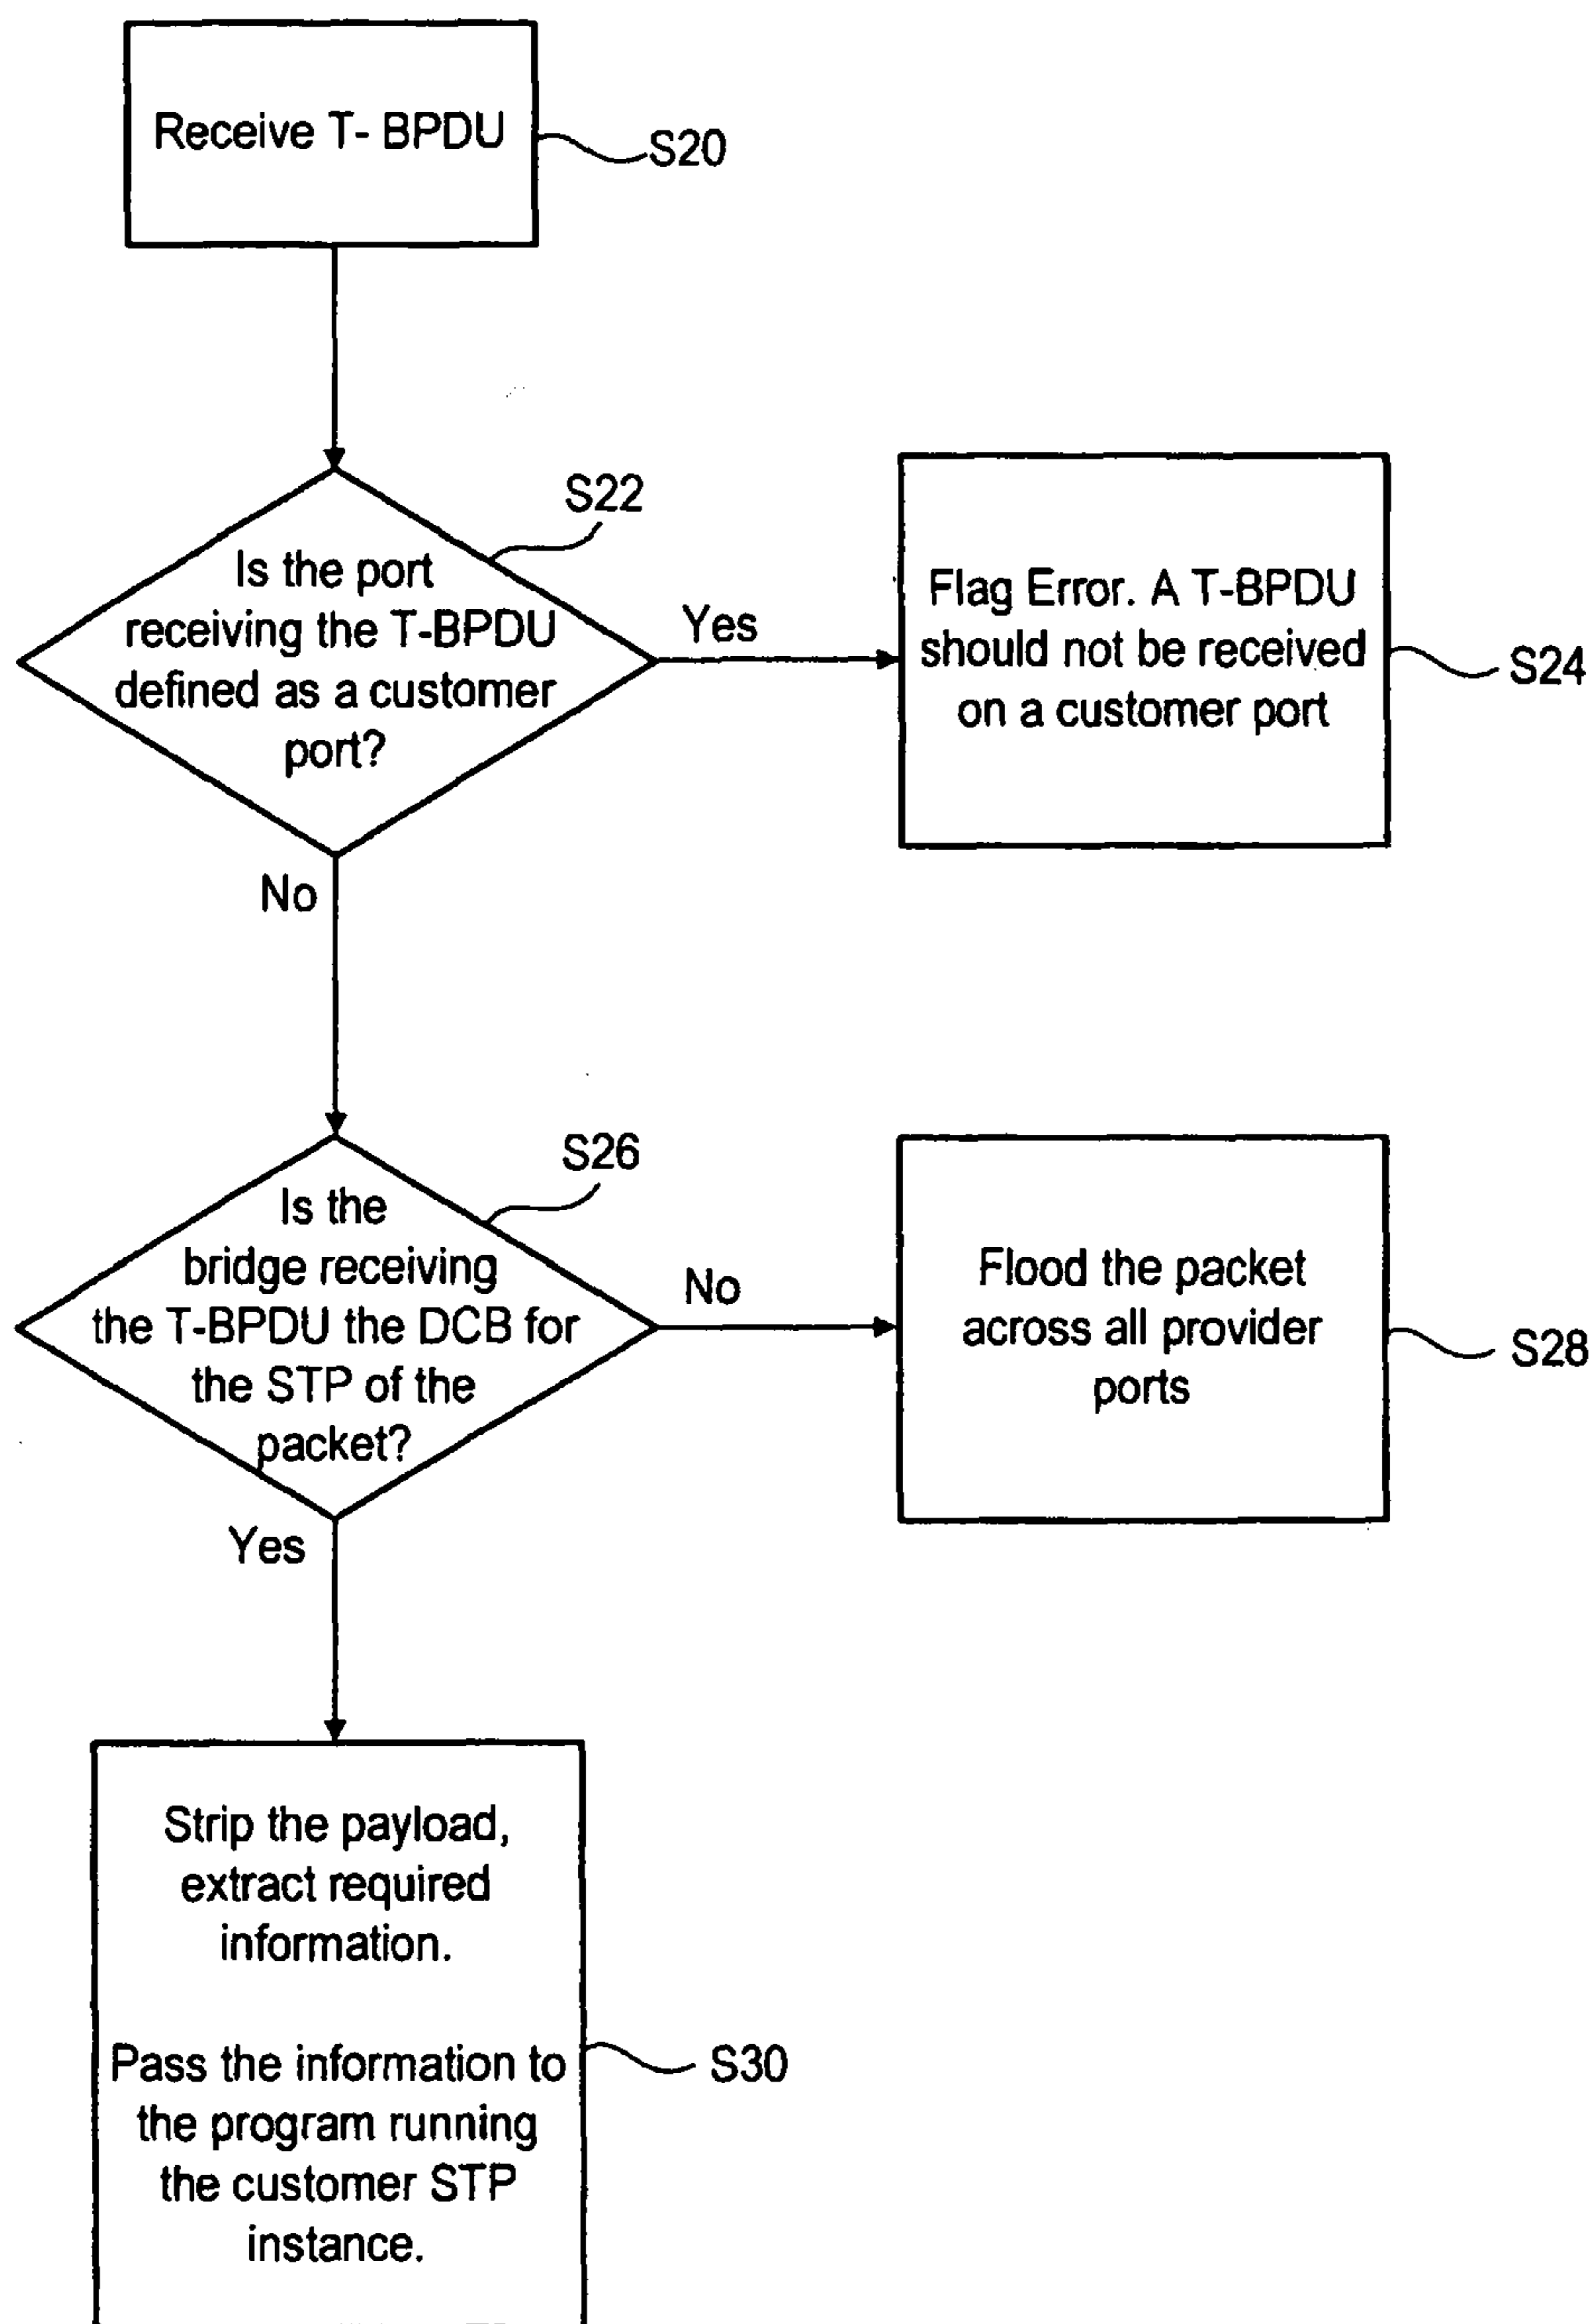 Receive T- BPDU
S20
S22
Is the port
receiving the T-BPDU
defined as a customer
port?
Yes
Flag Error. A T-BPDU
should not be received
on a customer port
S24
No
S26
Is the
bridge receiving
the T-BPDU the DCB for
the STP of the
packet?
No
Flood the packet
across all provider
ports
S28
Yes
Strip the payload,
extract required
information.
Pass the information to
the program running
the customer STP
instance.
S30